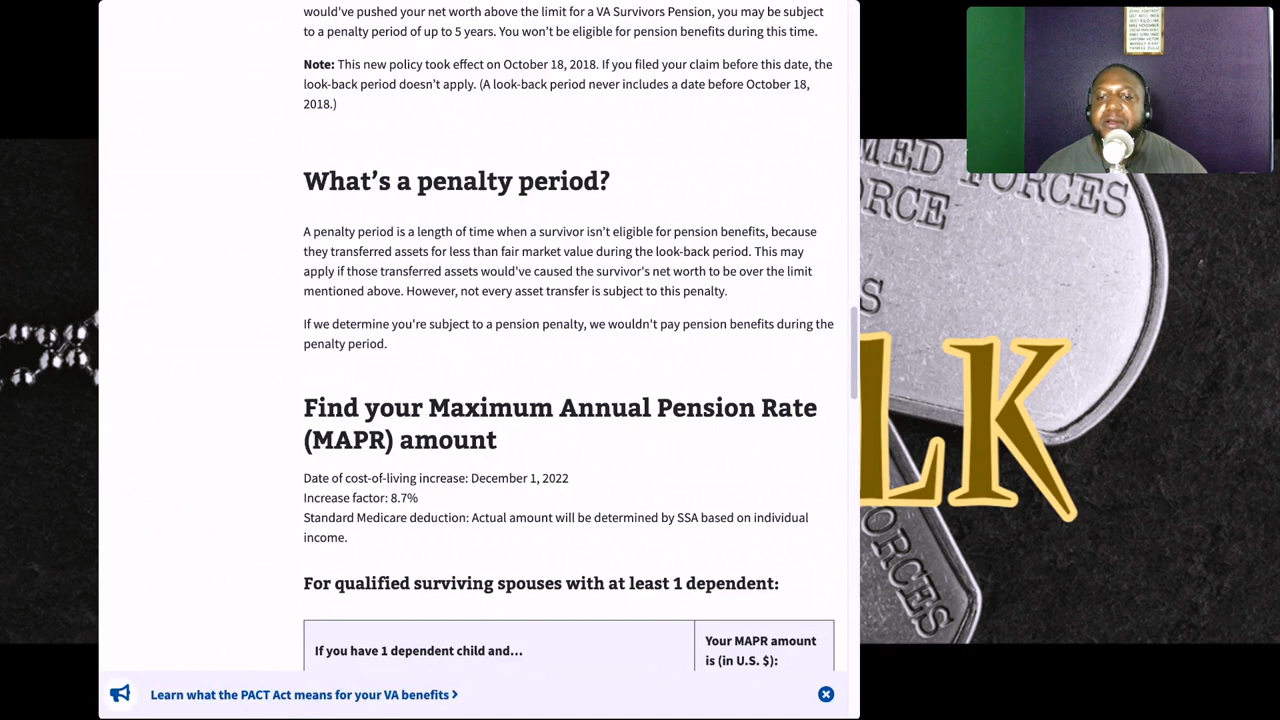 would've pushed your net worth above the limit for a VA Survivors Pension, you may be subject
to a penalty period of up to 5 years. You won’t be eligible for pension benefits during this time.
Note: This new policy took effect on October 18, 2018. If you filed your claim before this date, the
look-back period doesn’t apply. (A look-back period never includes a date before October 18,
2018.)
What’s a penalty period?
A penalty period is a length of time when a survivor isn’t eligible for pension benefits, because
they transferred assets for less than fair market value during the look-back period. This may
apply if those transferred assets would've caused the survivor's net worth to be over the limit
mentioned above. However, not every asset transfer is subject to this penalty.
If we determine you're subject to a pension penalty, we wouldn't pay pension benefits during the
penalty period.
Find your Maximum Annual Pension Rate
(MAPR) amount
Date of cost-of-living increase: December 1, 2022
Increase factor: 8.7%
Standard Medicare deduction: Actual amount will be determined by SSA based on individual
income.
For qualified surviving spouses with at least 1 dependent:
If you have 1 dependent child and…
Your MAPR amount
is (in U.S. $):
Learn what the PACT Act means for your VA benefits
MED FORCES
RCE
S
LK
FORCES